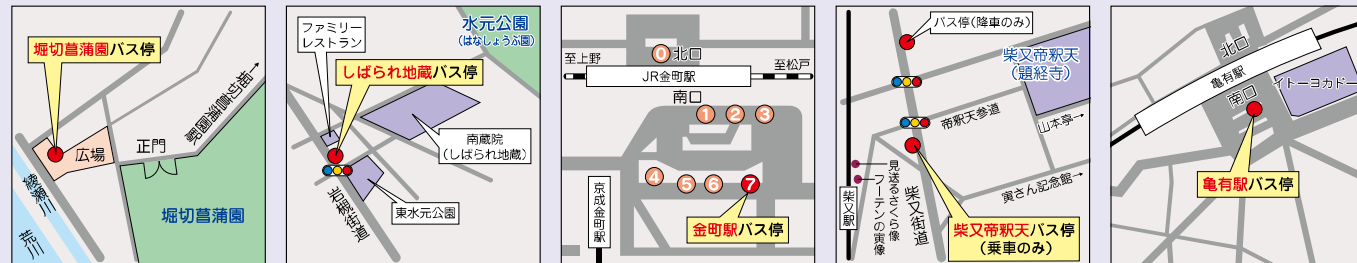 堀切菖蒲園バス停
広場
正門
堀切菖蒲園駅
綾瀬川
荒川
堀切菖蒲園
ファミリー
レストラン
水元公園
(はなしょうぶ園)
しばられ地蔵バス停
南蔵院
(しばられ地蔵)
東水元公園
岩槻街道
0
北口
至上野
JR金町駅
至松戸
南口
1
2
3
4
5
6
7
京成金町駅
金町駅バス停
バス停(降車のみ)
柴又帝釈天
(題経寺)
帝釈天参道
山本亭→
見送るさくら像
フーテンの寅像
柴又駅
柴又街道
寅さん記念館→
柴又帝釈天バス停
(乗車のみ)
北口
亀有駅
南口
イトーヨカドー
亀有駅バス停